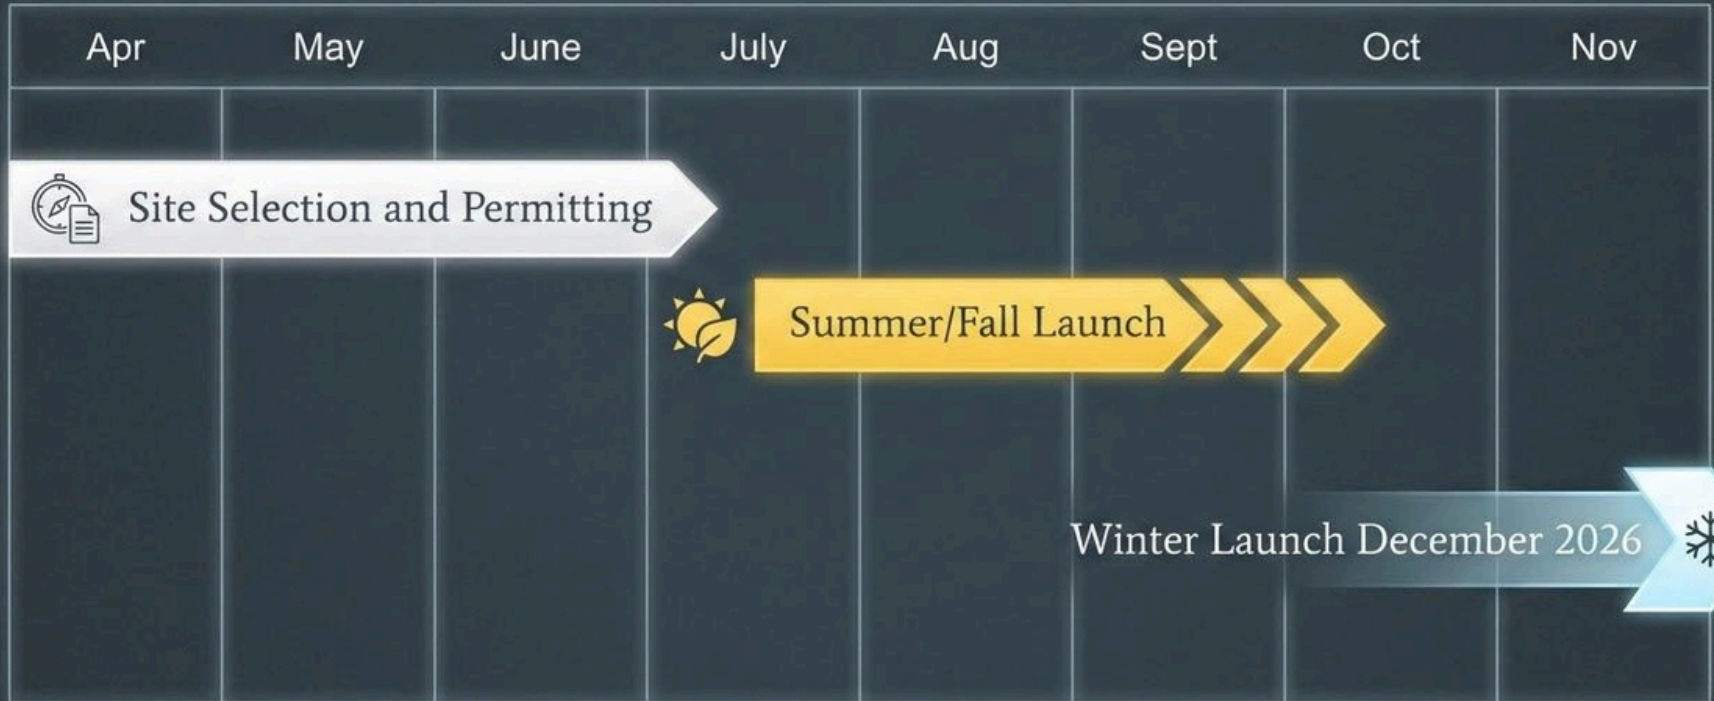 Apr May June July Aug Sept Oct Nov
Site Selection and Permitting
Summer/Fall Launch
Winter Launch December 2026